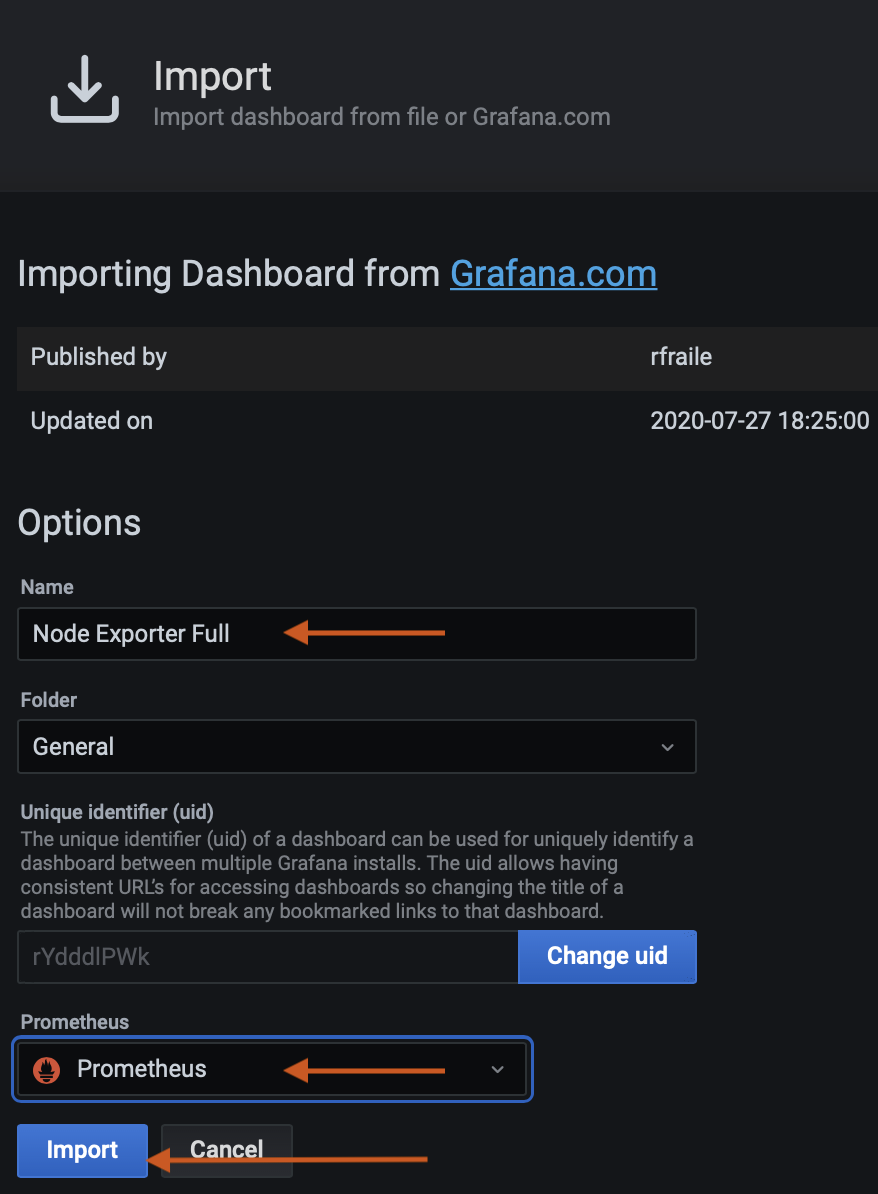 Import
Import dashboard from file or Grafana.com
Importing Dashboard from Grafana.com
Published by rfraile
Updated on 2020-07-27 18:25:00
Options
Name
Node Exporter Full
Folder
General
Unique identifier (uid)
The unique identifier (uid) of a dashboard can be used for uniquely identify a
dashboard between multiple Grafana installs. The uid allows having
consistent URL's for accessing dashboards so changing the title of a
dashboard will not break any bookmarked links to that dashboard.
rYdddlPWk Change uid
Prometheus
Prometheus
Import Cancel